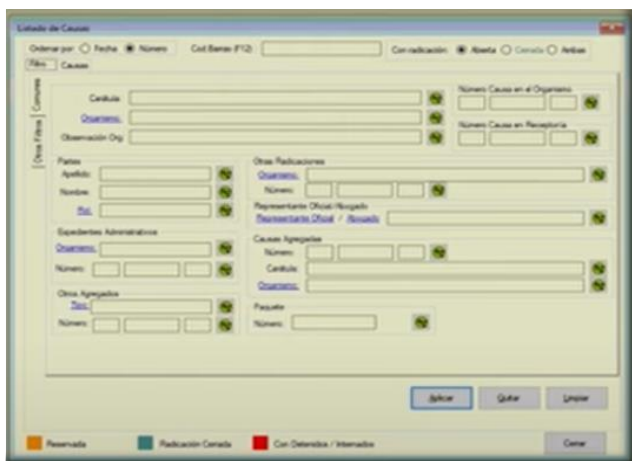 Listado de Causas
Ordenar por: Fecha Número Cod.Barras (F12) Con radicación: Abierta Cerrada Ambas
Filtro Causas
Comunes
Otros Filtros
Carátula:
Organismo:
Observación Org:
Número Causa en el Organismo
Número Causa en Receptoría
Partes
Apellido:
Nombre:
Rol:
Otras Radicaciones
Organismo:
Número:
Representante Oficial/Abogado
Representante Oficial / Abogado
Expedientes Administrativos
Organismo:
Número:
Causas Agregadas
Número:
Carátula:
Organismo:
Otros Agregados
Tipo:
Número:
Paquete
Número:
Aplicar Quitar Limpiar
Reservada Radicación Cerrada Con Detenidos / Internados Cerrar